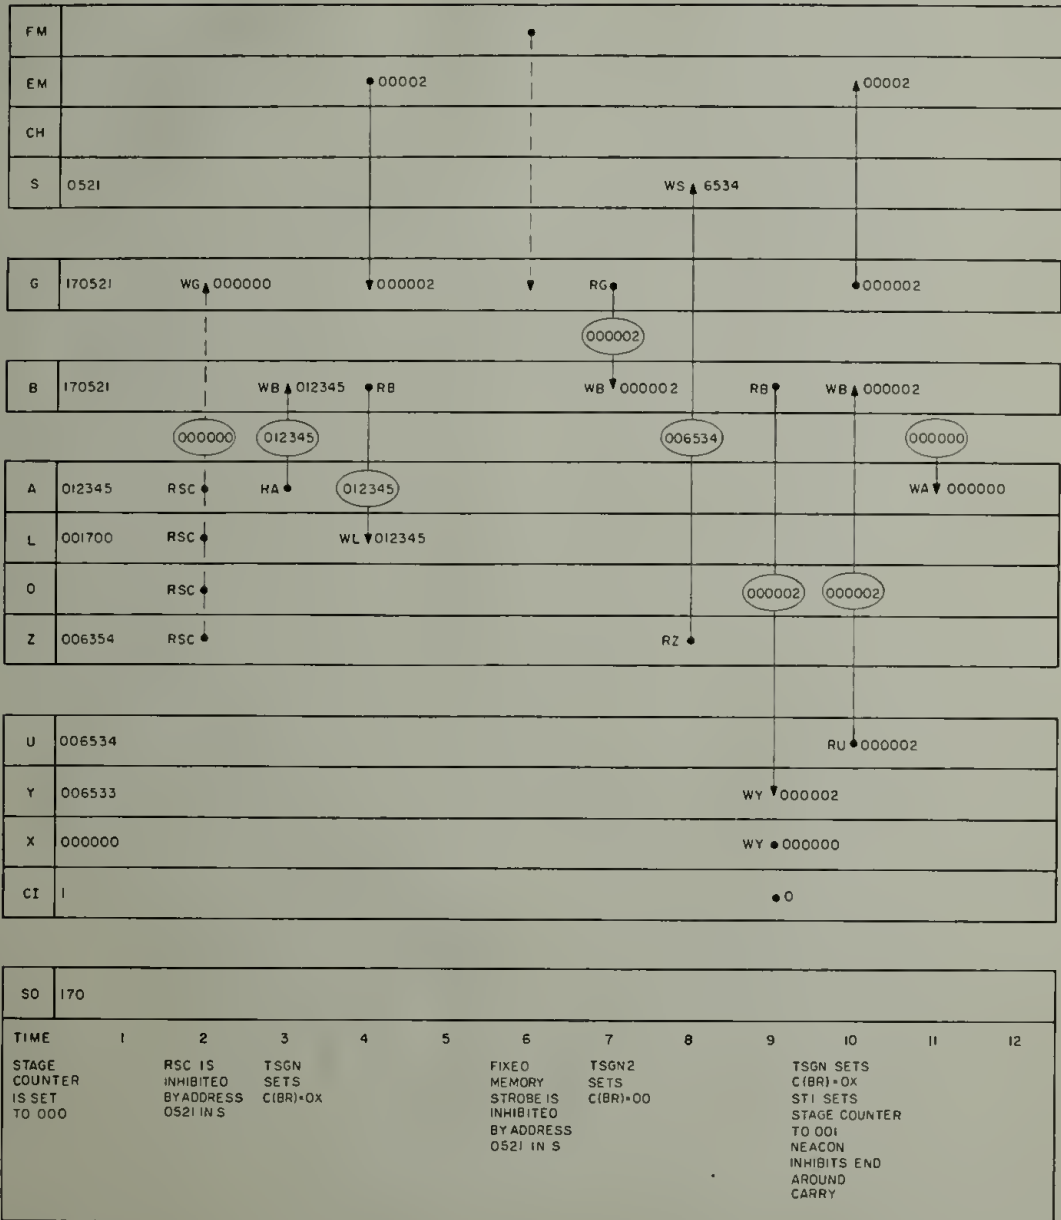 FM
EM 00002 00002
CH
S 0521 WS 6534
G 170521 WG 000000 000002 RG 000002
000002
B 170521 WB 012345 RB WB 000002 RB WB 000002
000000 012345 006534 000000
A 012345 RSC RA 012345 WA 000000
L 001700 RSC WL 012345
O RSC 000002 000002
Z 006354 RSC RZ
U 006534 RU 000002
Y 006533 WY 000002
X 000000 WY 000000
CI 1 0
SO 170
TIME 1 2 3 4 5 6 7 8 9 10 11 12
STAGE RSC IS TSGN FIXED TSGN2 TSGN SETS
COUNTER INHIBITED SETS MEMORY SETS C(BR)=0X
IS SET BY ADDRESS C(BR)=0X STROBE IS C(BR)=00 ST1 SETS
TO 000 0521 IN S INHIBITED STAGE COUNTER
BY ADDRESS TO 001
0521 IN S NEACON
INHIBITS END
AROUND
CARRY